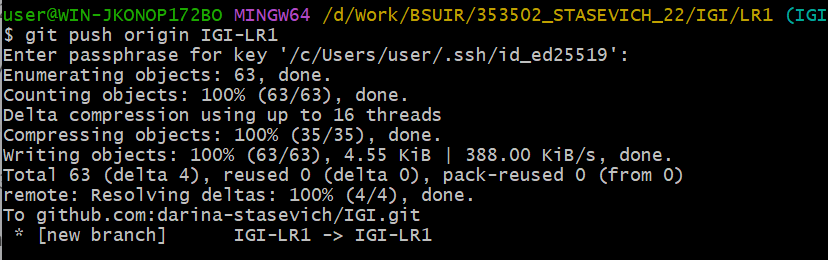 user@WIN-JKONOP172BO MINGW64 /d/Work/BSUIR/353502_STASEVICH_22/IGI/LR1 (IGI
$ git push origin IGI-LR1
Enter passphrase for key '/c/Users/user/.ssh/id_ed25519':
Enumerating objects: 63, done.
Counting objects: 100% (63/63), done.
Delta compression using up to 16 threads
Compressing objects: 100% (35/35), done.
Writing objects: 100% (63/63), 4.55 KiB | 388.00 KiB/s, done.
Total 63 (delta 4), reused 0 (delta 0), pack-reused 0 (from 0)
remote: Resolving deltas: 100% (4/4), done.
To github.com:darina-stasevich/IGI.git
 * [new branch]      IGI-LR1 -> IGI-LR1